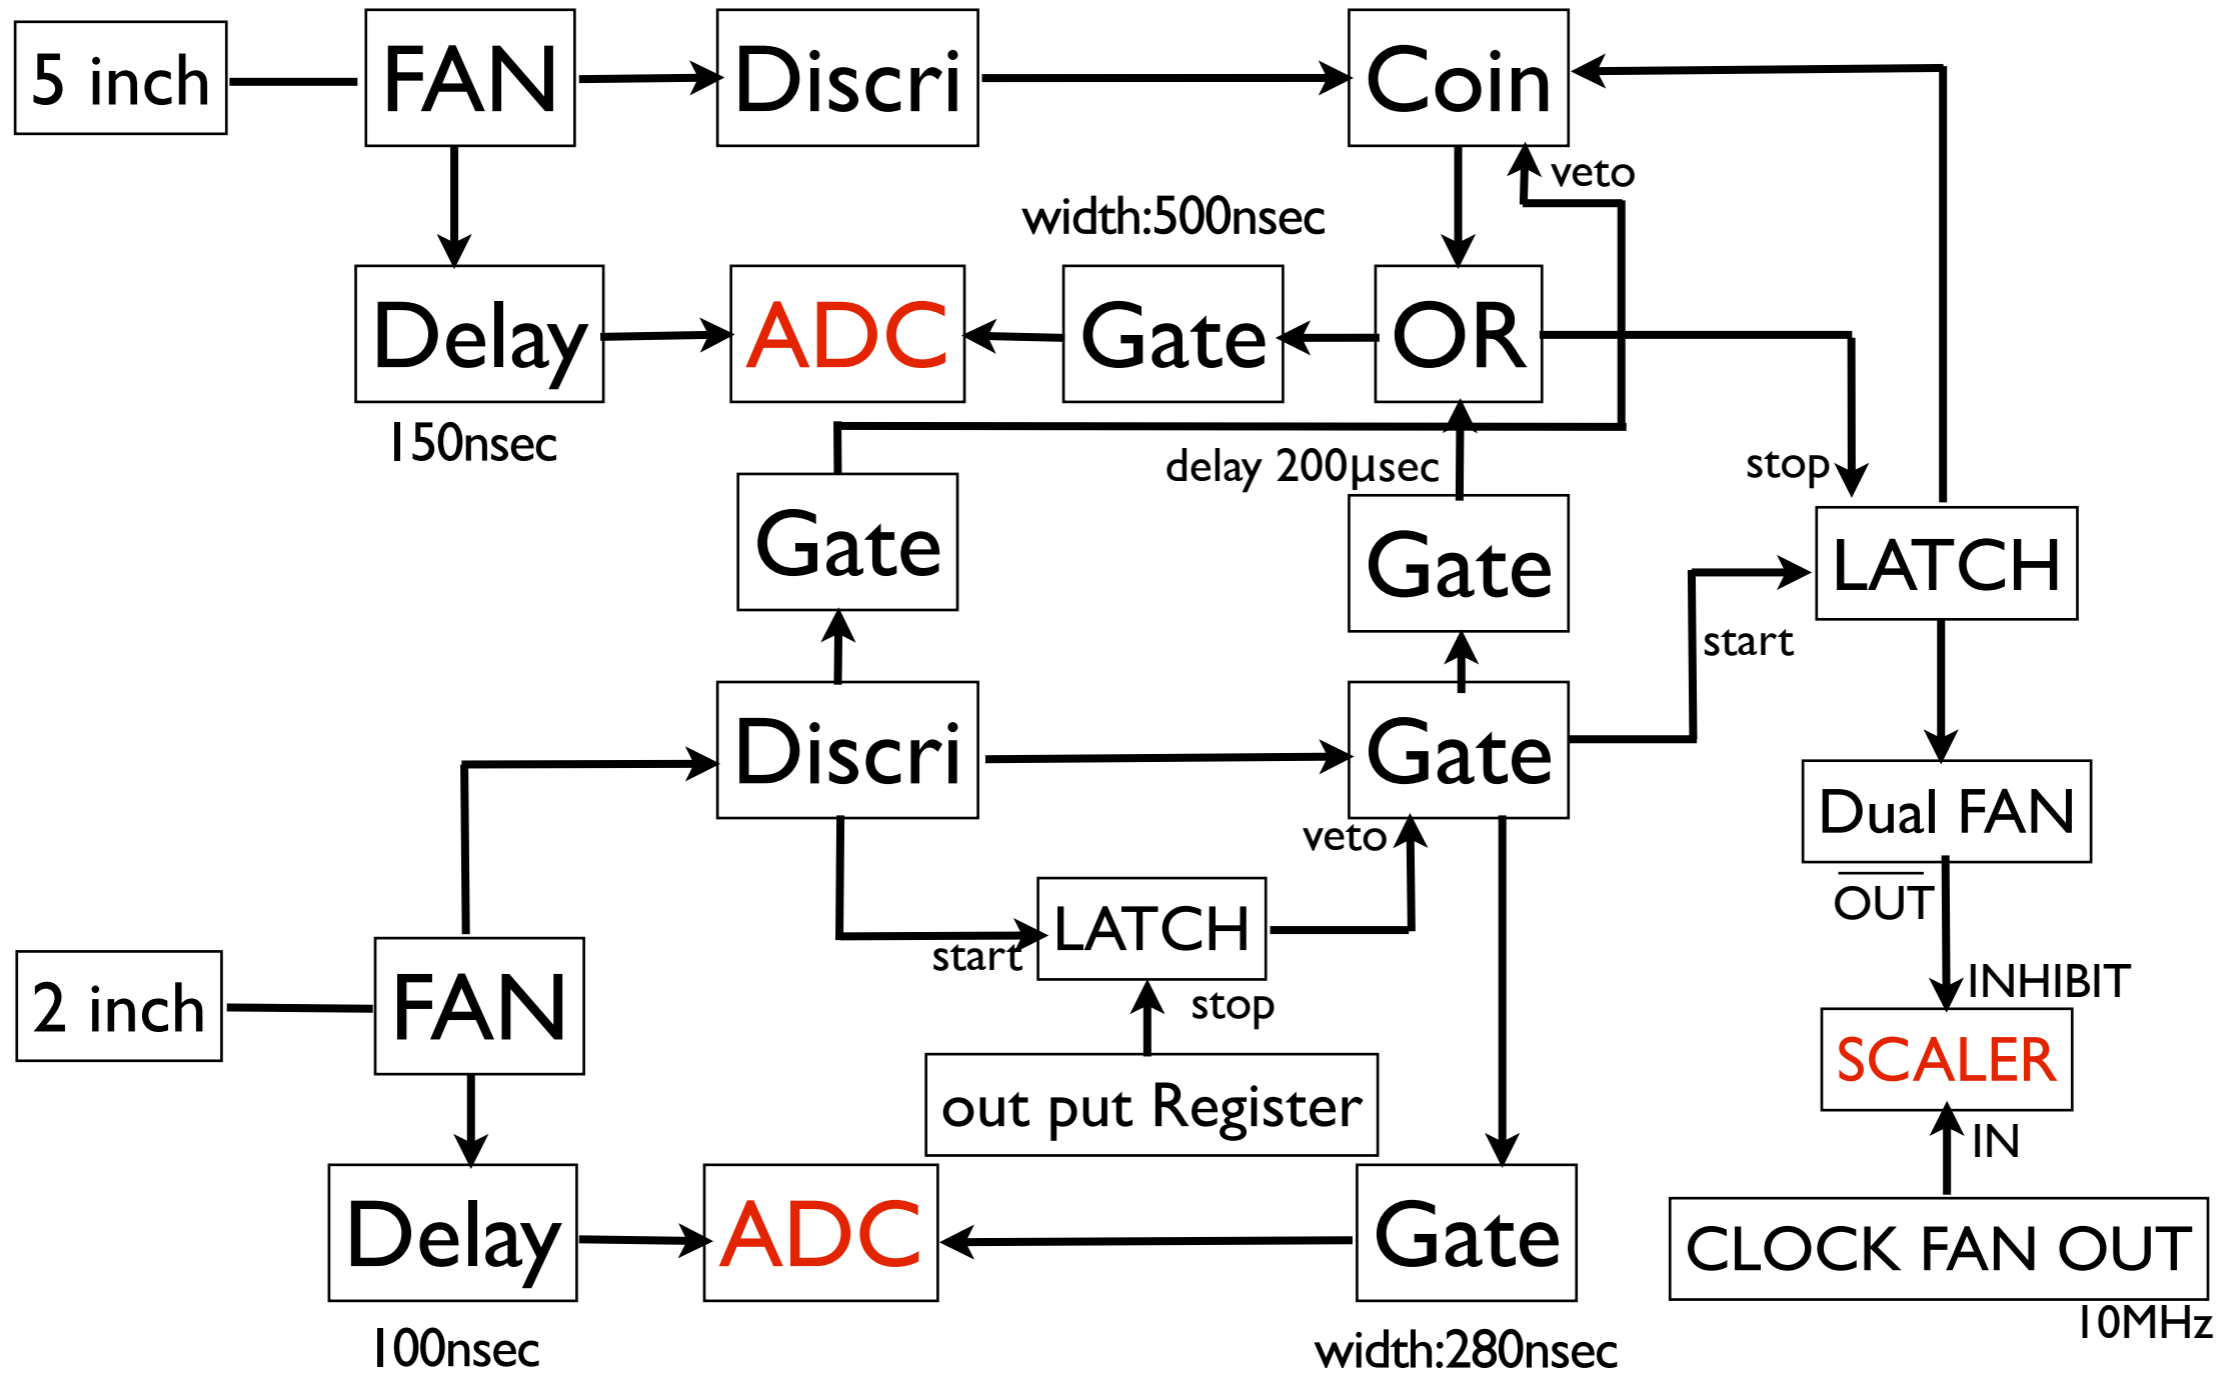 5 inch
FAN
Discri
Coin
veto
width:500nsec
Delay
ADC
Gate
OR
150nsec
delay 200μsec
stop
Gate
Gate
LATCH
start
Discri
Gate
Dual FAN
veto
OUT
LATCH
start
INHIBIT
2 inch
FAN
stop
SCALER
out put Register
IN
Delay
ADC
Gate
CLOCK FAN OUT
10MHz
100nsec
width:280nsec